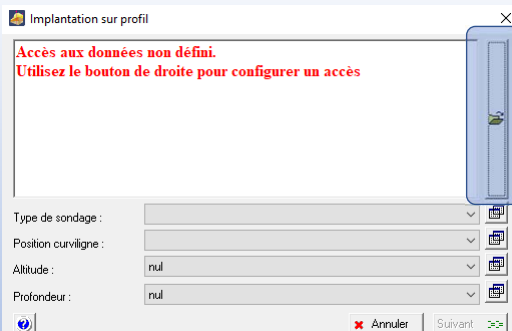 Implantation sur profil
Accès aux données non défini.
Utilisez le bouton de droite pour configurer un accès
Type de sondage :
Position curviligne :
Altitude : nul
Profondeur : nul
Annuler Suivant >>